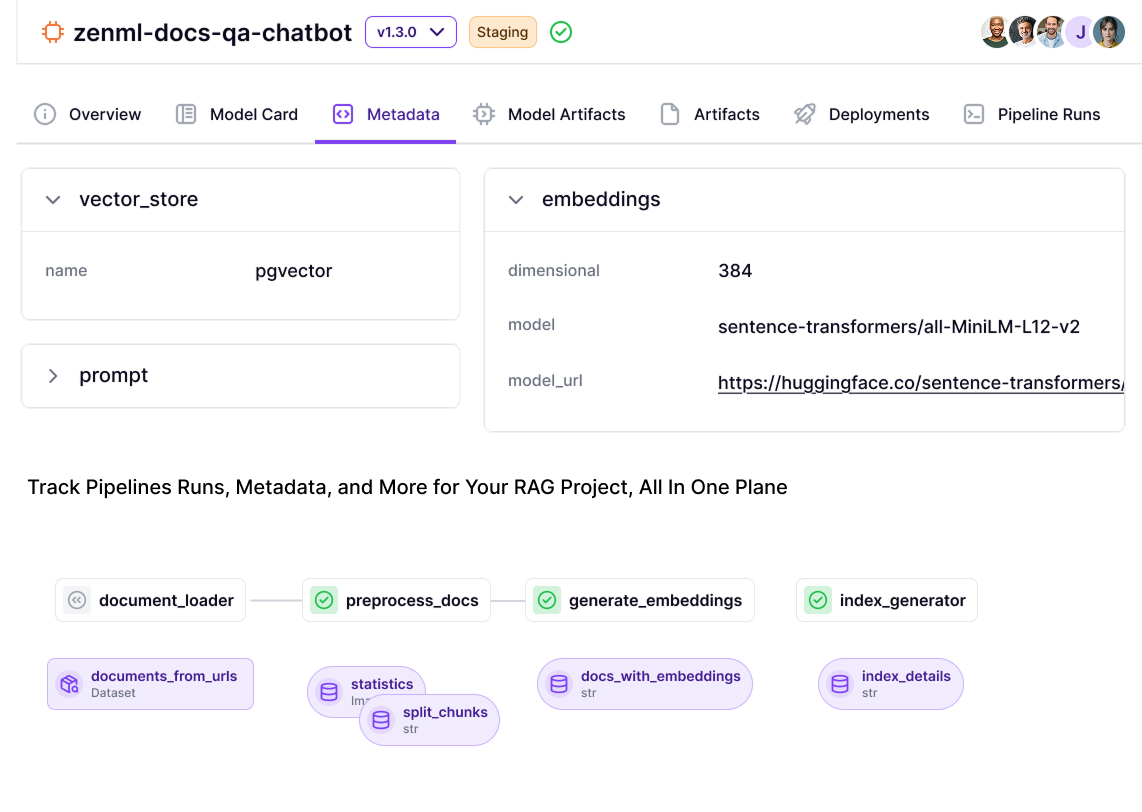 zenml-docs-qa-chatbot v1.3.0 Staging J
Overview Model Card Metadata Model Artifacts Artifacts Deployments Pipeline Runs
vector_store
name pgvector
prompt
embeddings
dimensional 384
model sentence-transformers/all-MiniLM-L12-v2
model_url https://huggingface.co/sentence-transformers/
Track Pipelines Runs, Metadata, and More for Your RAG Project, All In One Plane
document_loader preprocess_docs generate_embeddings index_generator
documents_from_urls
Dataset
statistics
split_chunks
str
docs_with_embeddings
str
index_details
str